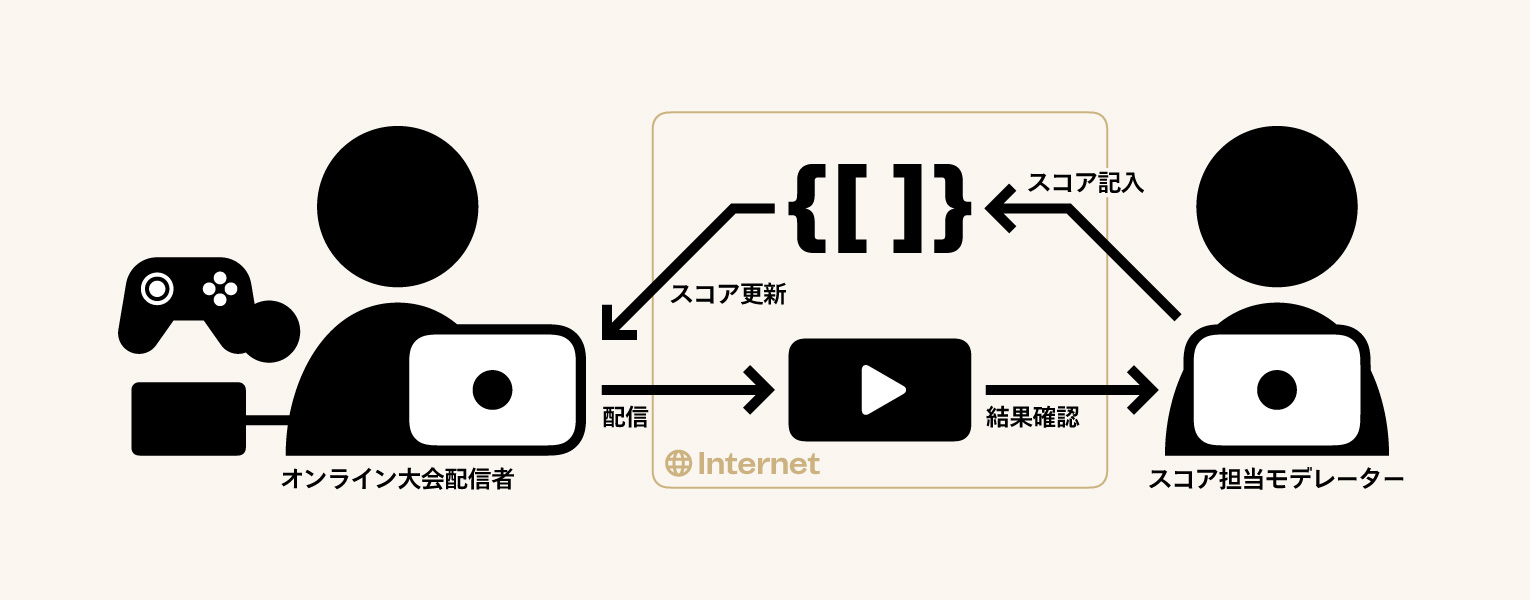 {[ ]}
スコア記入
スコア更新
配信
結果確認
Internet
オンライン大会配信者
スコア担当モデレーター